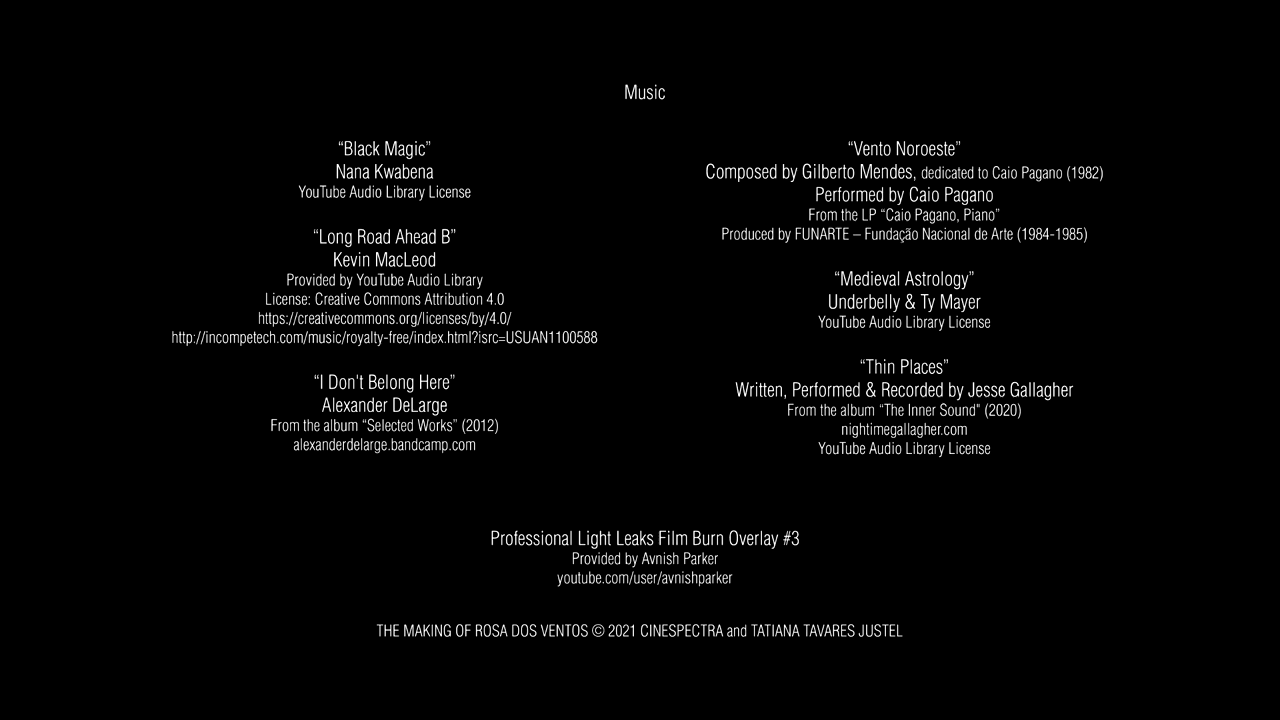 Music
“Black Magic”
Nana Kwabena
YouTube Audio Library License
“Long Road Ahead B”
Kevin MacLeod
Provided by YouTube Audio Library
License: Creative Commons Attribution 4.0
https://creativecommons.org/licenses/by/4.0/
http://incompetech.com/music/royalty-free/index.html?isrc=USUAN1100588
“I Don't Belong Here”
Alexander DeLarge
From the album “Selected Works” (2012)
alexanderdelarge.bandcamp.com
“Vento Noroeste”
Composed by Gilberto Mendes, dedicated to Caio Pagano (1982)
Performed by Caio Pagano
From the LP “Caio Pagano, Piano”
Produced by FUNARTE – Fundação Nacional de Arte (1984-1985)
“Medieval Astrology”
Underbelly & Ty Mayer
YouTube Audio Library License
“Thin Places”
Written, Performed & Recorded by Jesse Gallagher
From the album “The Inner Sound" (2020)
nightimegallagher.com
YouTube Audio Library License
Professional Light Leaks Film Burn Overlay #3
Provided by Avnish Parker
youtube.com/user/avnishparker
THE MAKING OF ROSA DOS VENTOS © 2021 CINESPECTRA and TATIANA TAVARES JUSTEL